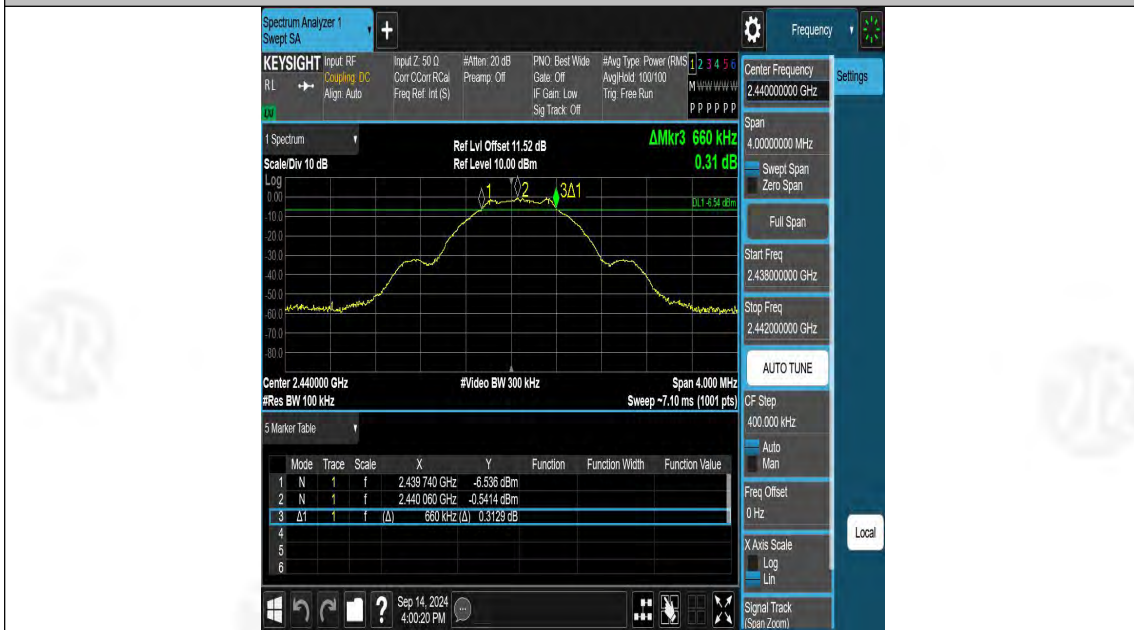 Spectrum Analyzer 1
Swept SA
+
Frequency
KEYSIGHT
RL
Input: RF
Coupling: DC
Align: Auto
Input Z: 50 Ω
Corr CCorr RCal
Freq Ref: Int (S)
#Atten: 20 dB
Preamp: Off
PNO: Best Wide
Gate: Off
IF Gain: Low
Sig Track: Off
#Avg Type: Power (RMS
Avg|Hold: 100/100
Trig: Free Run
1 2 3 4 5 6
M W W W W W
P P P P P P
1 Spectrum
Scale/Div 10 dB
Ref Lvl Offset 11.52 dB
Ref Level 10.00 dBm
ΔMkr3 660 kHz
0.31 dB
Log
1
2
3Δ1
DL1 -6.54 dBm
0.00
-10.0
-20.0
-30.0
-40.0
-50.0
-60.0
-70.0
-80.0
Center 2.440000 GHz
#Res BW 100 kHz
#Video BW 300 kHz
Span 4.000 MHz
Sweep ~7.10 ms (1001 pts)
5 Marker Table
Mode Trace Scale X Y Function Function Width Function Value
1 N 1 f 2.439 740 GHz -6.536 dBm
2 N 1 f 2.440 060 GHz -0.5414 dBm
3 Δ1 1 f (Δ) 660 kHz (Δ) 0.3129 dB
4
5
6
?
Sep 14, 2024
4:00:20 PM
Center Frequency
2.440000000 GHz
Settings
Span
4.00000000 MHz
Swept Span
Zero Span
Full Span
Start Freq
2.438000000 GHz
Stop Freq
2.442000000 GHz
AUTO TUNE
CF Step
400.000 kHz
Auto
Man
Freq Offset
0 Hz
X Axis Scale
Log
Lin
Local
Signal Track
(Span Zoom)